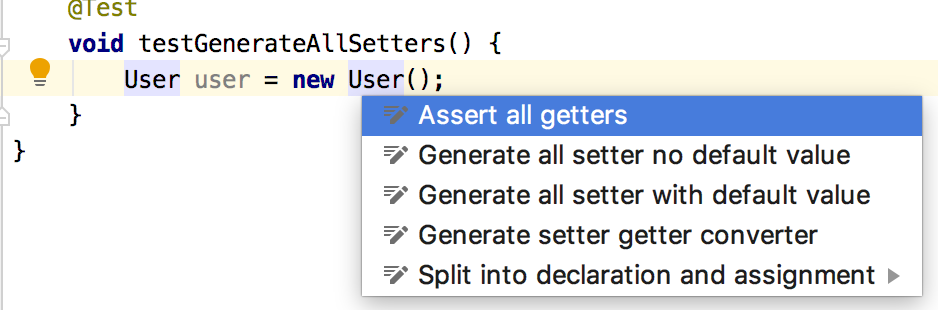 @Test
void testGenerateAllSetters() {
User user = new User();
}
}
Assert all getters
Generate all setter no default value
Generate all setter with default value
Generate setter getter converter
Split into declaration and assignment